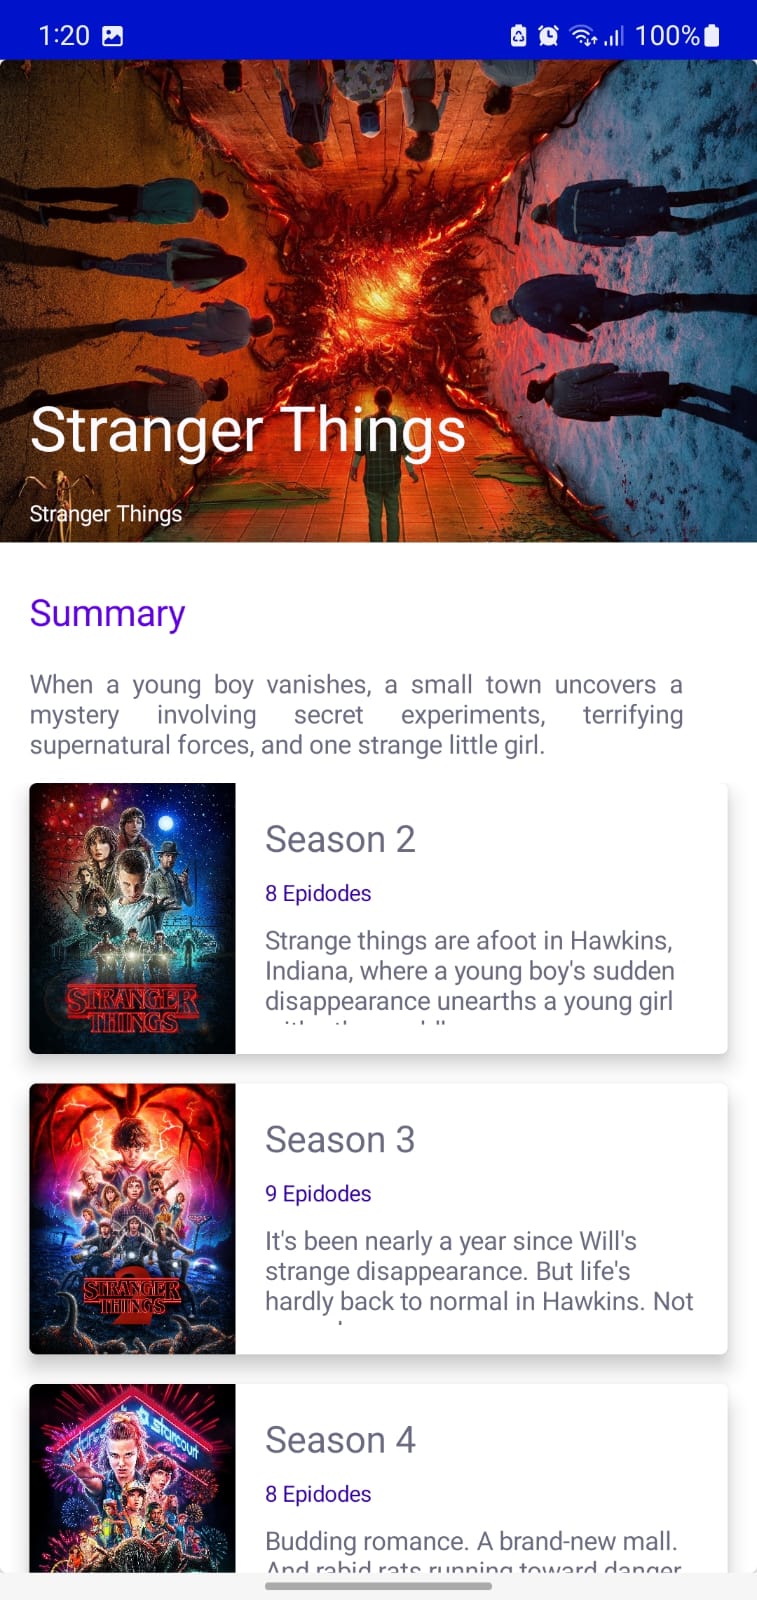 1:20
100%
Stranger Things
Stranger Things
Summary
When a young boy vanishes, a small town uncovers a
mystery involving secret experiments, terrifying
supernatural forces, and one strange little girl.
STRANGER
THINGS
Season 2
8 Epidodes
Strange things are afoot in Hawkins,
Indiana, where a young boy's sudden
disappearance unearths a young girl
STRANGER
THINGS
2
Season 3
9 Epidodes
It's been nearly a year since Will's
strange disappearance. But life's
hardly back to normal in Hawkins. Not
starcourt
Season 4
8 Epidodes
Budding romance. A brand-new mall.
And rabid rats running toward danger